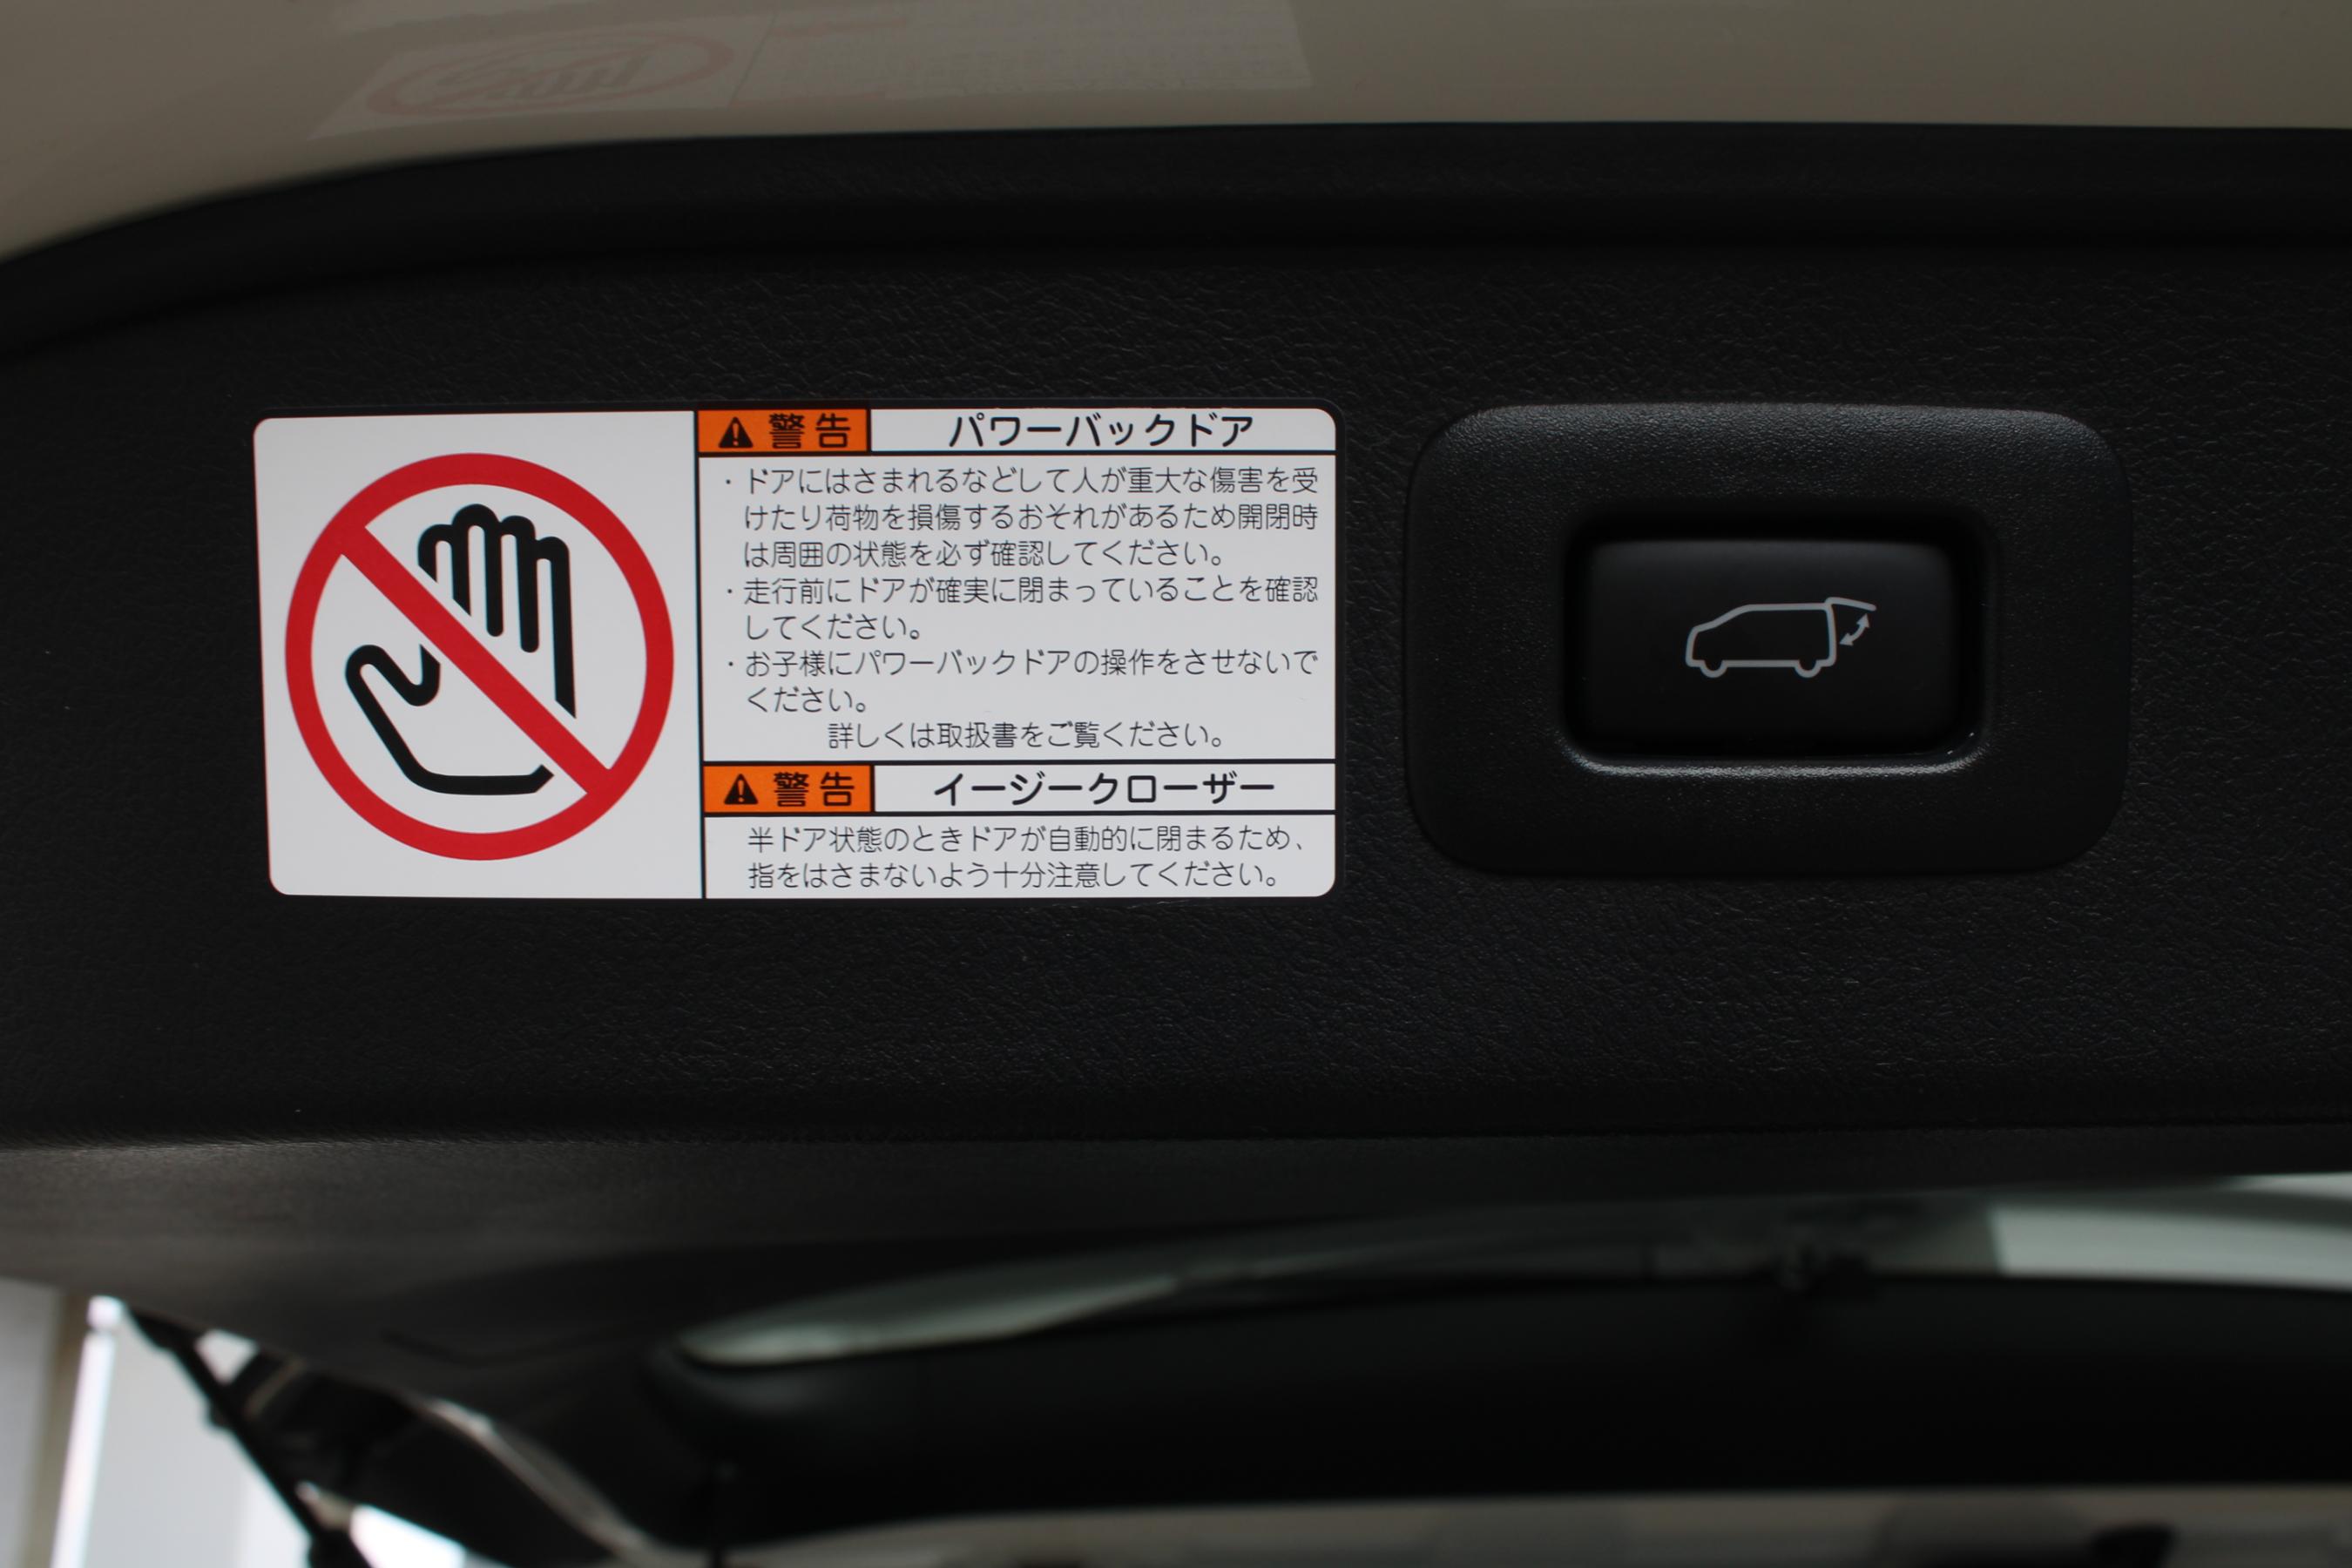 警告 パワーバックドア
・ドアにはさまれるなどして人が重大な傷害を受
けたり荷物を損傷するおそれがあるため開閉時
は周囲の状態を必ず確認してください。
・走行前にドアが確実に閉まっていることを確認
してください。
・お子様にパワーバックドアの操作をさせないで
ください。
詳しくは取扱書をご覧ください。
警告 イージークローザー
半ドア状態のときドアが自動的に閉まるため、
指をはさまないよう十分注意してください。